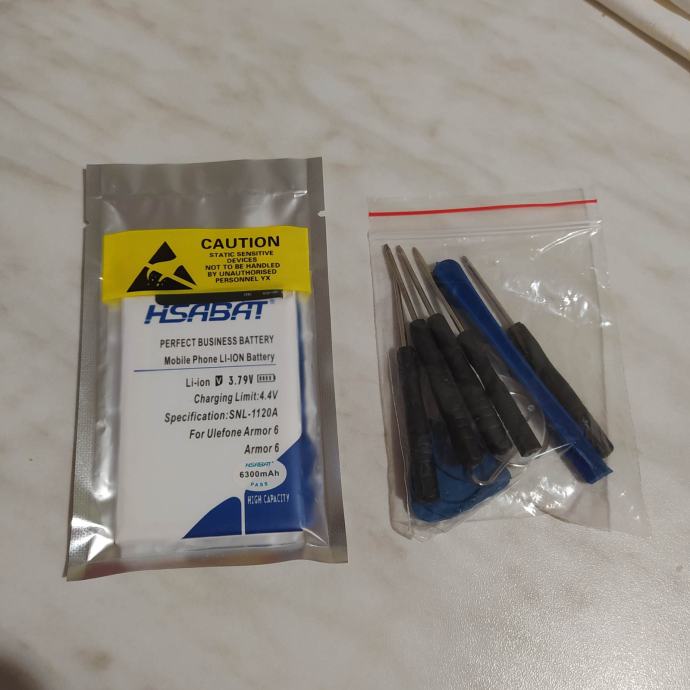 CAUTION
STATIC SENSITIVE
DEVICES
NOT TO BE HANDLED
BY UNAUTHORISED
PERSONNEL YX
HSABAT®
PERFECT BUSINESS BATTERY
Mobile Phone LI-ION Battery
Li-ion V 3.79V
Charging Limit:4.4V
Specification:SNL-1120A
For Ulefone Armor 6
Armor 6
HSABAT
6300mAh
PASS
HIGH CAPACITY